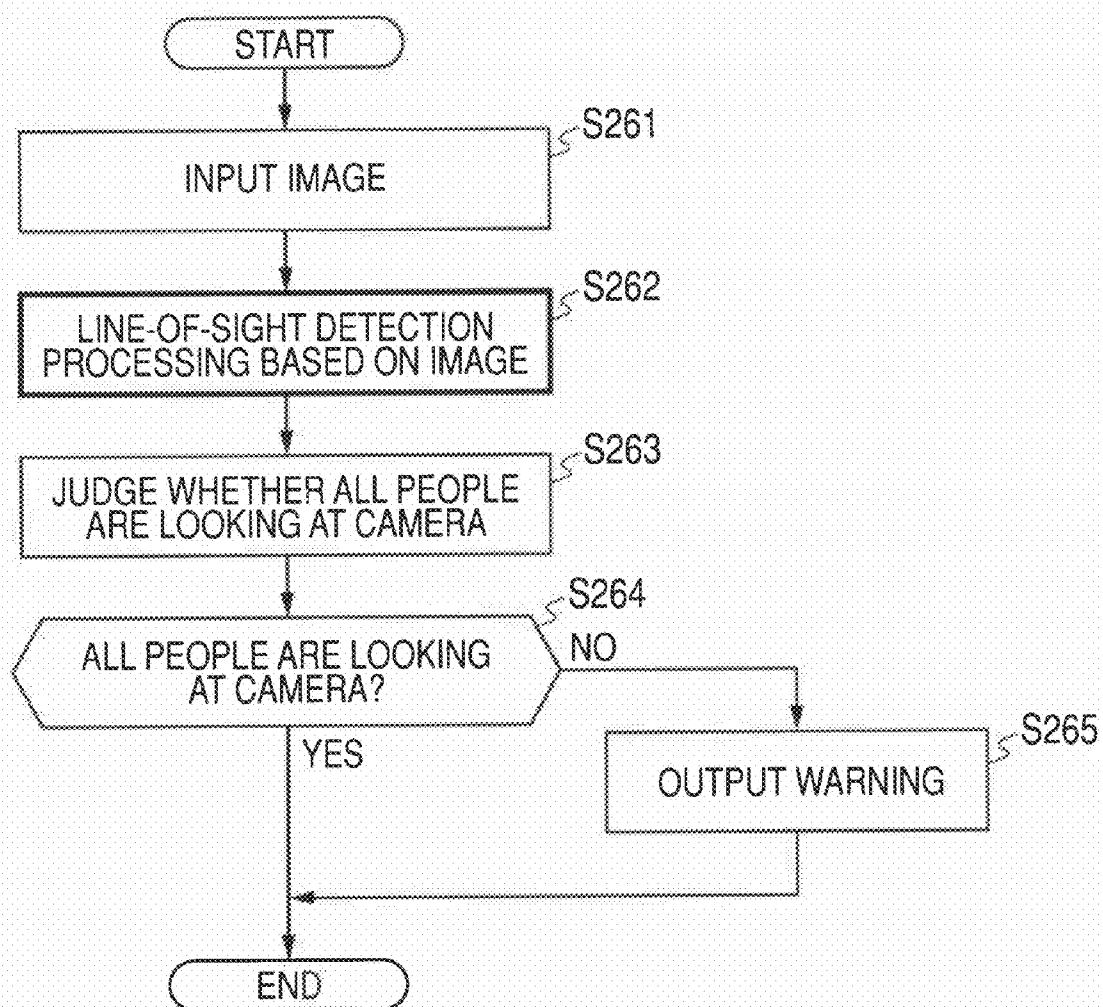 START
S261
INPUT IMAGE
S262
LINE-OF-SIGHT DETECTION
PROCESSING BASED ON IMAGE
S263
JUDGE WHETHER ALL PEOPLE
ARE LOOKING AT CAMERA
S264
ALL PEOPLE ARE LOOKING
AT CAMERA?
NO
YES
S265
OUTPUT WARNING
END